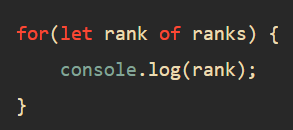 for(let rank of ranks) {
    console.log(rank);
}